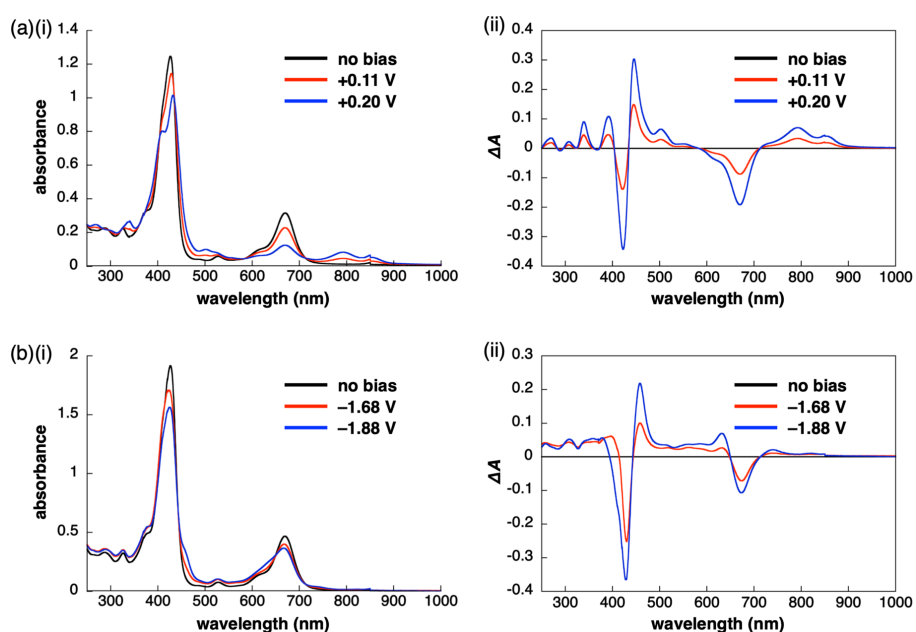 (a)(i)
1.4
1.2
1
0.8
0.6
0.4
0.2
0
absorbance
300 400 500 600 700 800 900 1000
wavelength (nm)
no bias
+0.11 V
+0.20 V
(ii)
0.4
0.3
0.2
0.1
0
-0.1
-0.2
-0.3
-0.4
ΔA
300 400 500 600 700 800 900 1000
wavelength (nm)
no bias
+0.11 V
+0.20 V
(b)(i)
2
1.5
1
0.5
0
absorbance
300 400 500 600 700 800 900 1000
wavelength (nm)
no bias
–1.68 V
–1.88 V
(ii)
0.3
0.2
0.1
0
-0.1
-0.2
-0.3
-0.4
ΔA
300 400 500 600 700 800 900 1000
wavelength (nm)
no bias
–1.68 V
–1.88 V